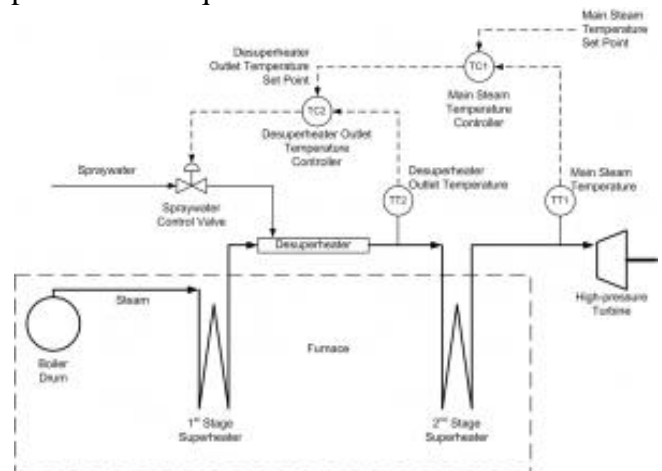 Main Steam
Temperature
Set Point
Desuperheater
Outlet Temperature
Set Point
TC1
Main Steam
Temperature
Controller
TC2
Desuperheater Outlet
Temperature
Controller
Spraywater
Spraywater
Control Valve
Desuperheater
Outlet Temperature
TT2
Main Steam
Temperature
TT1
Desuperheater
High-pressure
Turbine
Steam
Boiler
Drum
Furnace
1st Stage
Superheater
2nd Stage
Superheater